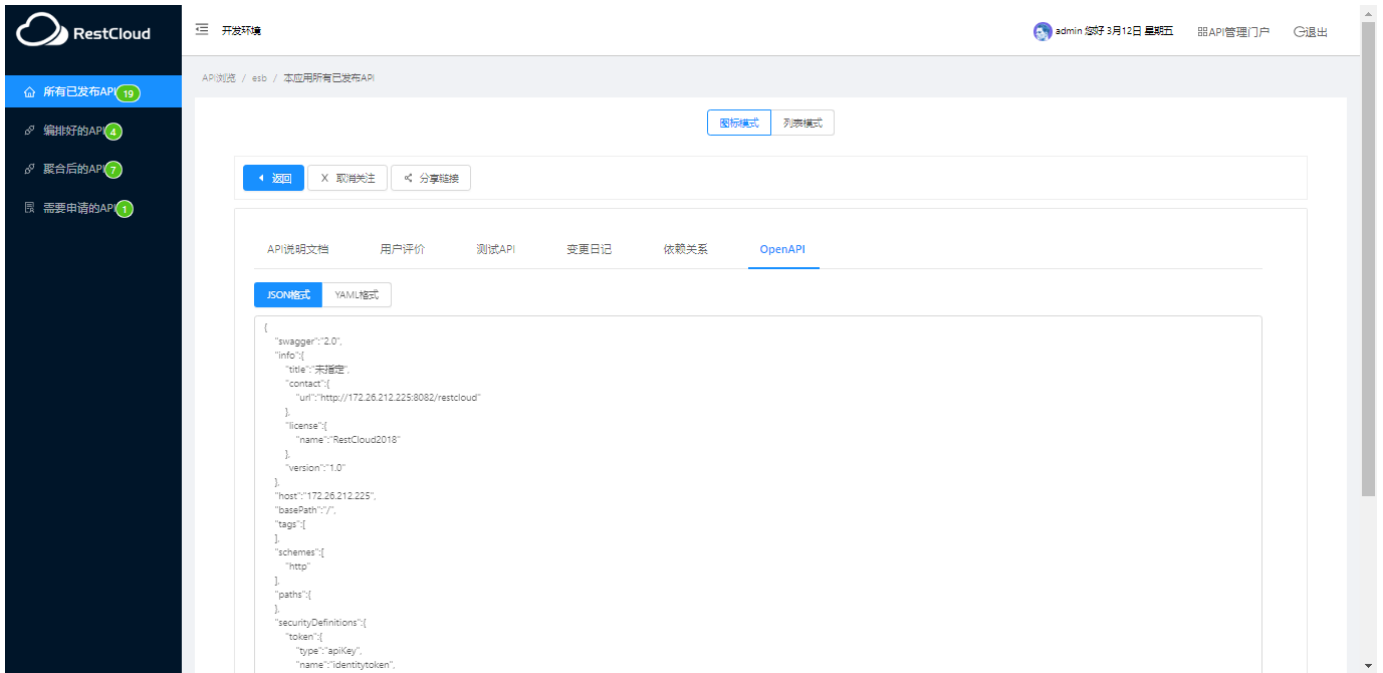 RestCloud
开发环境
admin 您好 3月12日 星期五
API管理门户
退出
所有已发布API 19
编排好的API 4
聚合后的API 7
需要申请的API 1
API浏览 / esb / 本应用所有已发布API
图标模式
列表模式
返回
X 取消关注
分享链接
API说明文档
用户评价
测试API
变更日记
依赖关系
OpenAPI
JSON格式
YAML格式
{
"swagger":"2.0",
"info":{
"title":"未指定",
"contact":{
"url":"http://172.26.212.225:8082/restcloud"
},
"license":{
"name":"RestCloud2018"
},
"version":"1.0"
},
"host":"172.26.212.225",
"basePath":"/",
"tags":[
],
"schemes":[
"http"
],
"paths":{
},
"securityDefinitions":{
"token":{
"type":"apiKey",
"name":"identitytoken",